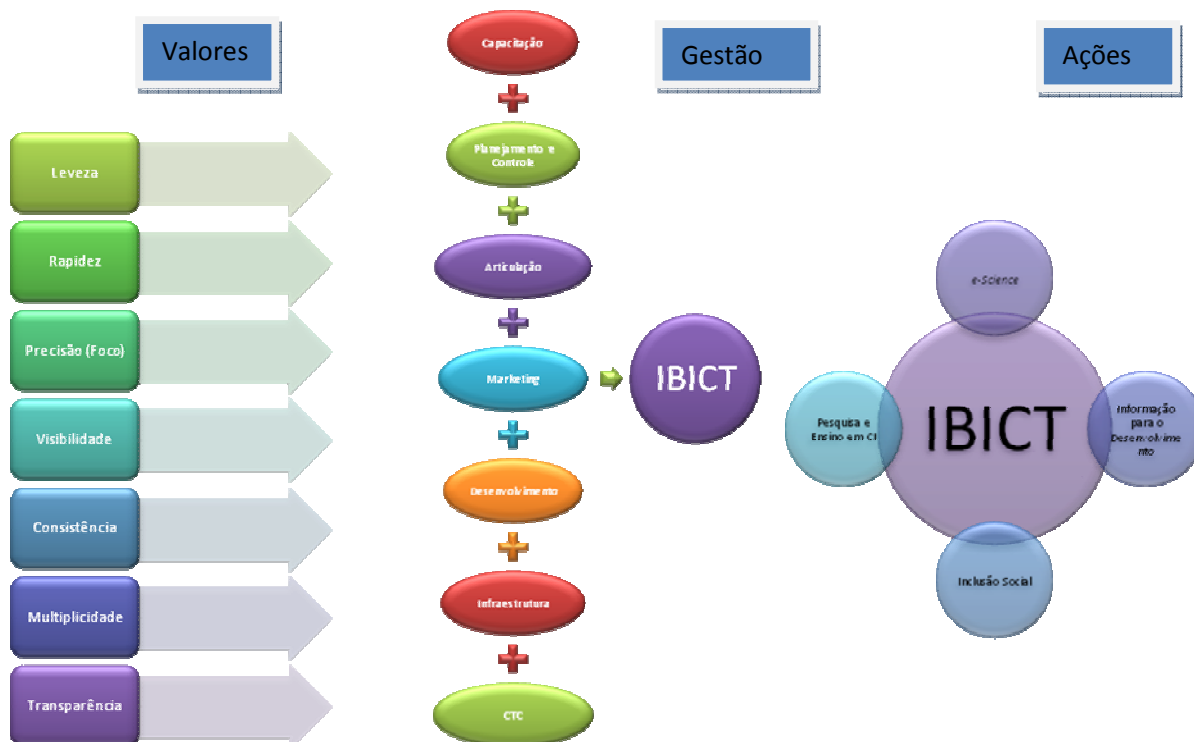 Valores
Gestão
Ações
Leveza
Rapidez
Precisão (Foco)
Visibilidade
Consistência
Multiplicidade
Transparência
Capacitação
Planejamento e
Controle
Articulação
Marketing
Desenvolvimento
Infraestrutura
CTC
IBICT
e-Science
Pesquisa e
Ensino em CI
IBICT
Informação
para o
Desenvolvime
nto
Inclusão Social